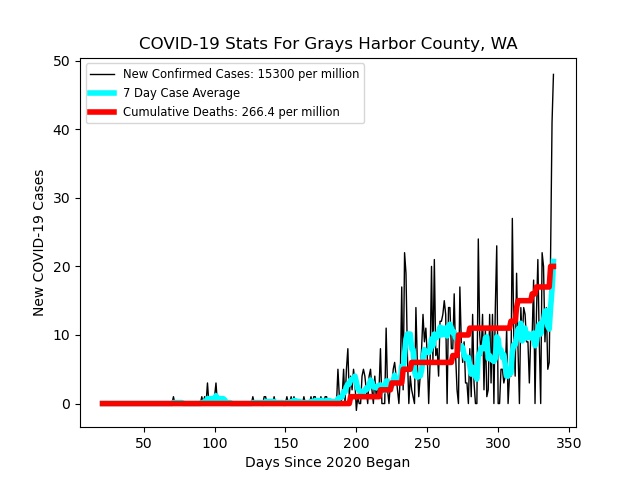 COVID-19 Stats For Grays Harbor County, WA
New Confirmed Cases: 15300 per million
7 Day Case Average
Cumulative Deaths: 266.4 per million
New COVID-19 Cases
50
40
30
20
10
0
50 100 150 200 250 300 350
Days Since 2020 Began